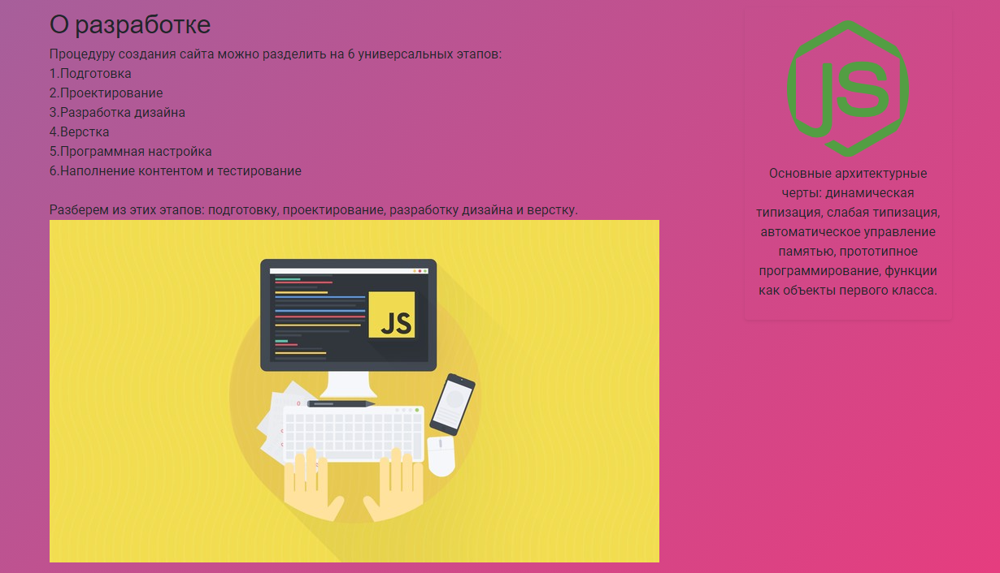 О разработке
Процедуру создания сайта можно разделить на 6 универсальных этапов:
1.Подготовка
2.Проектирование
3.Разработка дизайна
4.Верстка
5.Программная настройка
6.Наполнение контентом и тестирование
Разберем из этих этапов: подготовку, проектирование, разработку дизайна и верстку.
JS
JS
Основные архитектурные
черты: динамическая
типизация, слабая типизация,
автоматическое управление
памятью, прототипное
программирование, функции
как объекты первого класса.